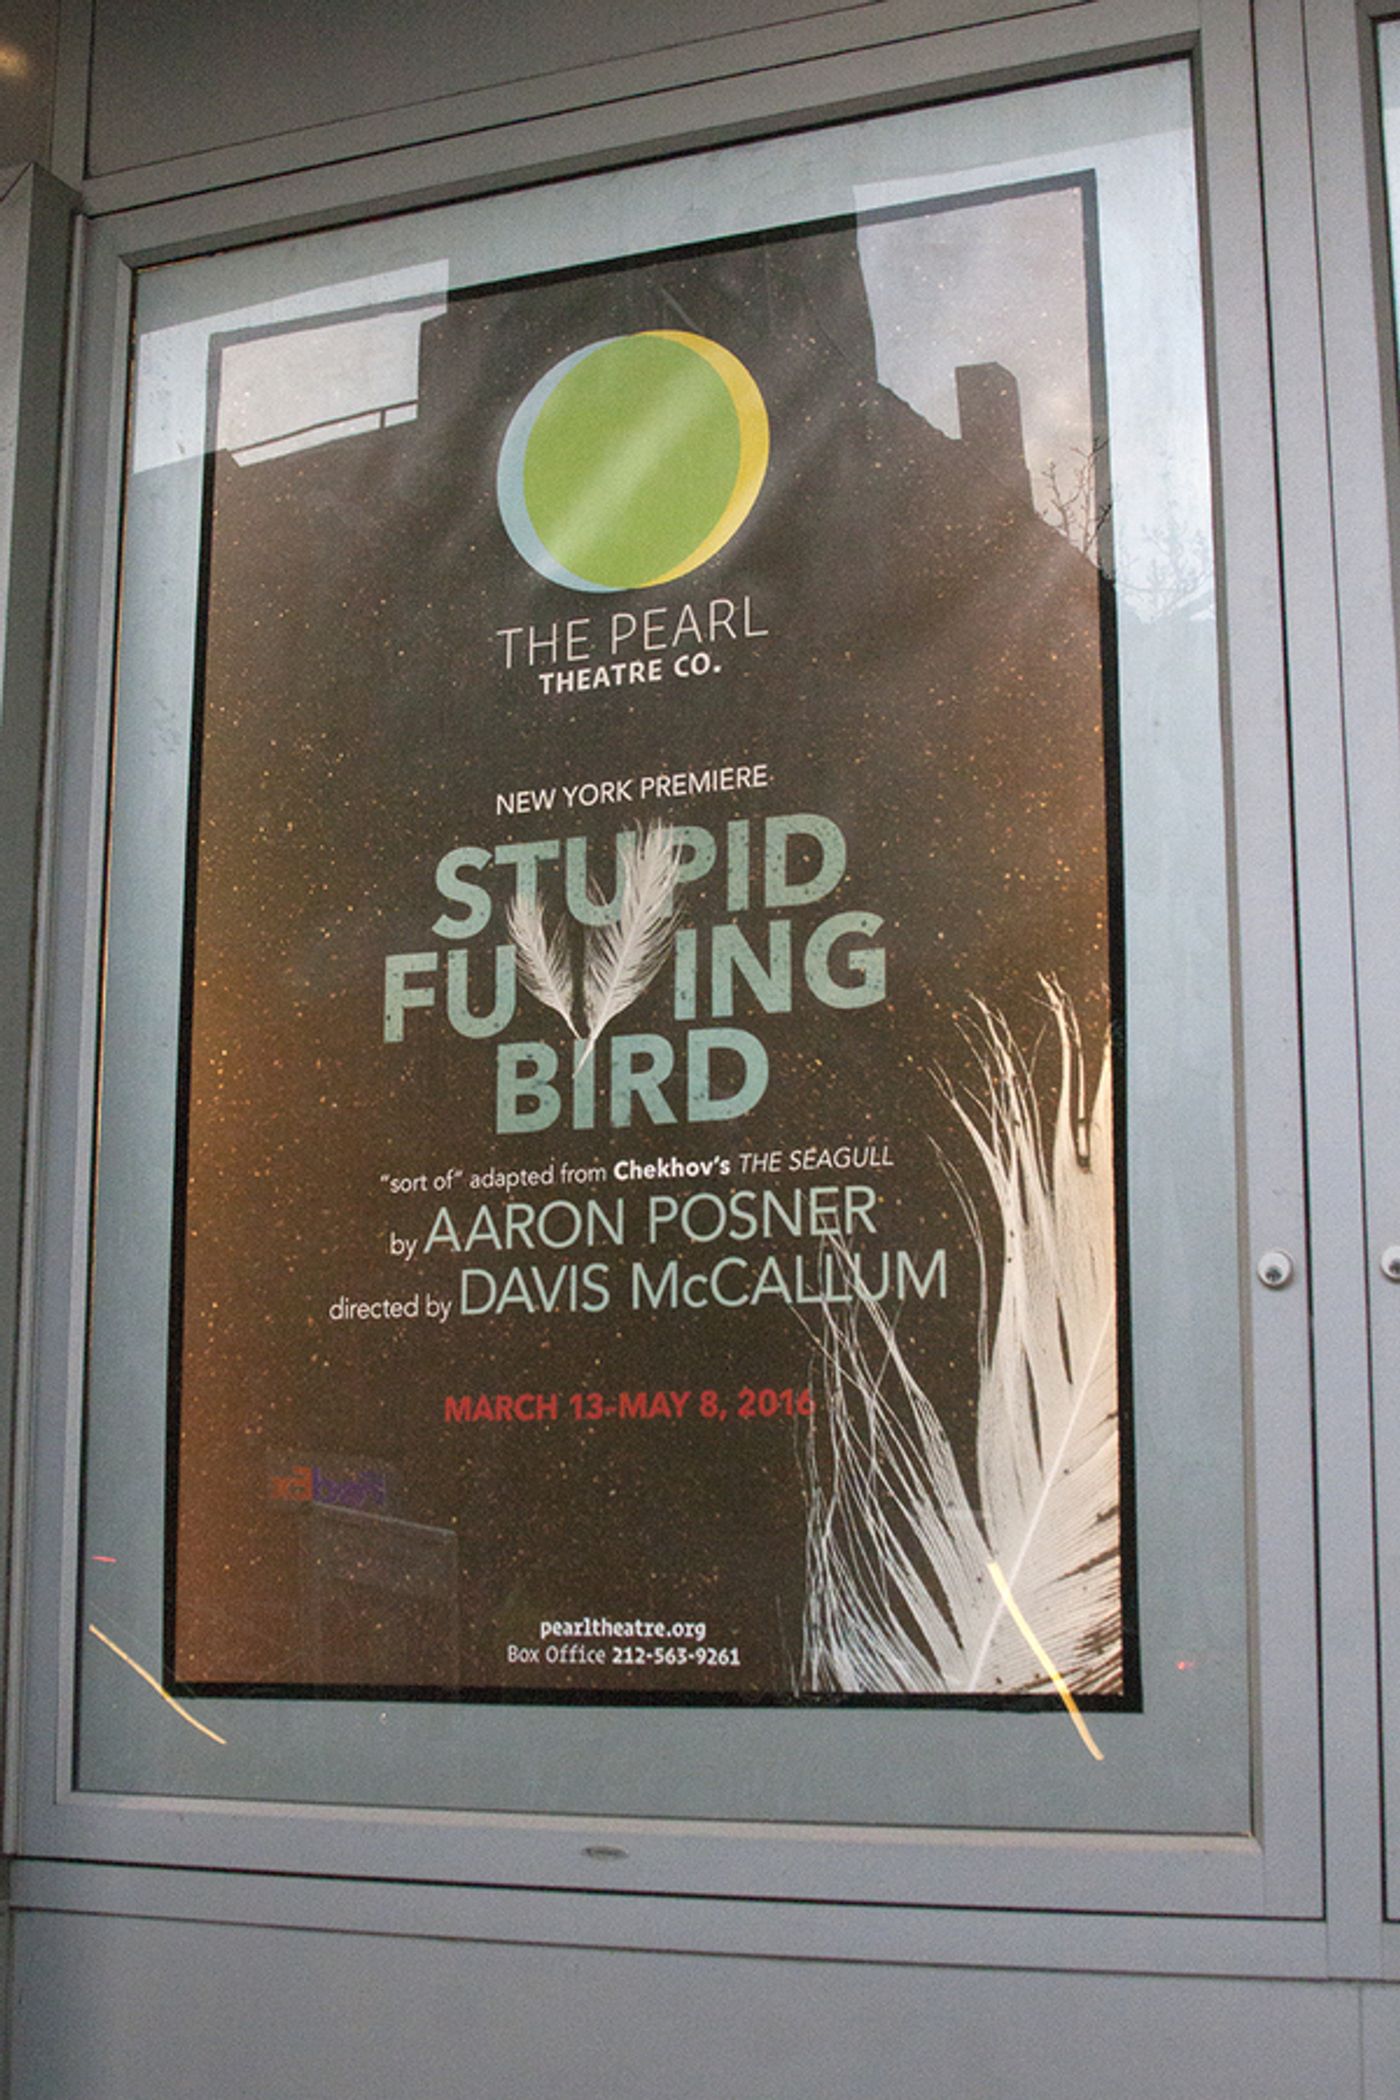 THE PEARL
THEATRE CO.
NEW YORK PREMIERE
STUPID
FU ING
BIRD
"sort of" adapted from Chekhov's THE SEAGULL
by AARON POSNER
directed by DAVIS McCALLUM
MARCH 13-MAY 8, 2016
FedEx
pearltheatre.org
Box Office 212-563-9261